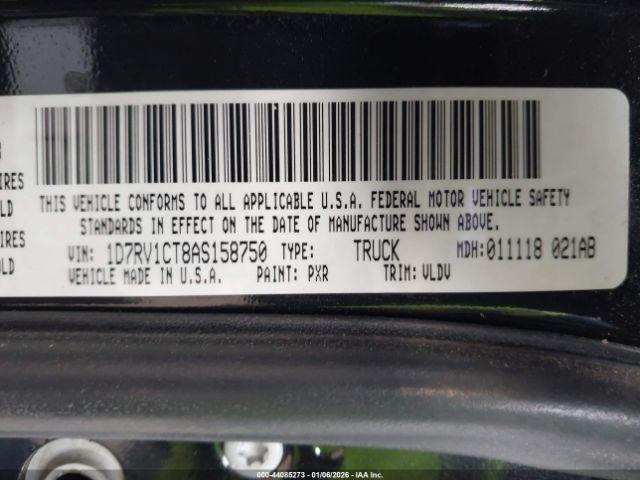 IRES
LD
IRES
LD
THIS VEHICLE CONFORMS TO ALL APPLICABLE U.S.A. FEDERAL MOTOR VEHICLE SAFETY
STANDARDS IN EFFECT ON THE DATE OF MANUFACTURE SHOWN ABOVE.
VIN: 1D7RV1CT8AS158750 TYPE: TRUCK MDH: 011118 021AB
VEHICLE MADE IN U.S.A. PAINT: PXR TRIM: VLDV
000-44085273 - 01/06/2026 - IAA Inc.